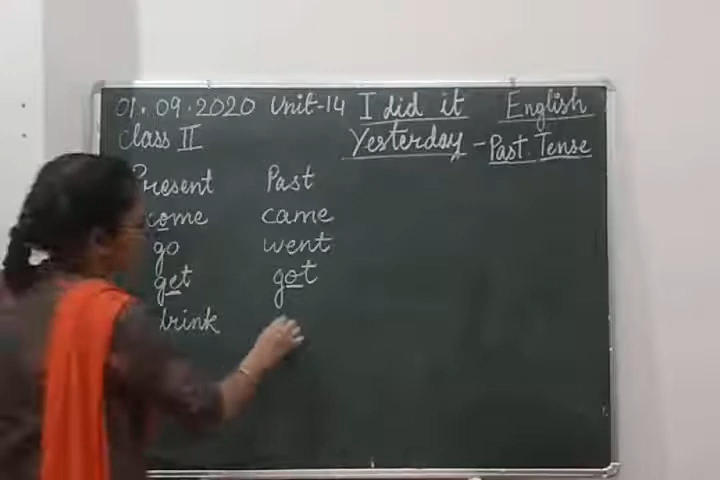 01.09.2020 Unit-14 I did it English
Class II Yesterday - Past Tense
Present Past
come came
go went
get got
drink